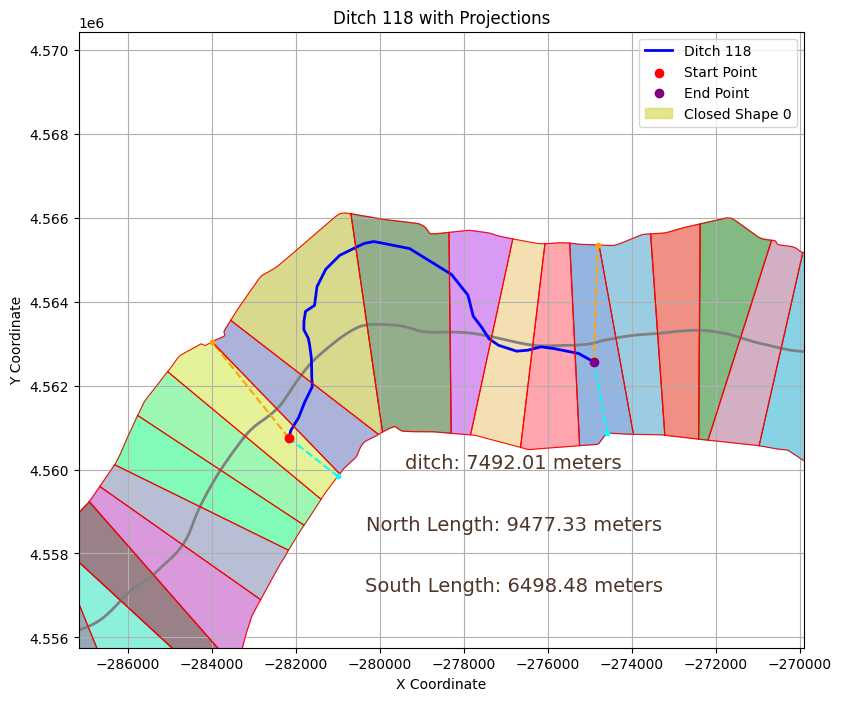 Ditch 118 with Projections
1e6
Ditch 118
Start Point
End Point
Closed Shape 0
4.570
4.568
4.566
4.564
4.562
4.560
4.558
4.556
Y Coordinate
ditch: 7492.01 meters
North Length: 9477.33 meters
South Length: 6498.48 meters
−286000 −284000 −282000 −280000 −278000 −276000 −274000 −272000 −270000
X Coordinate